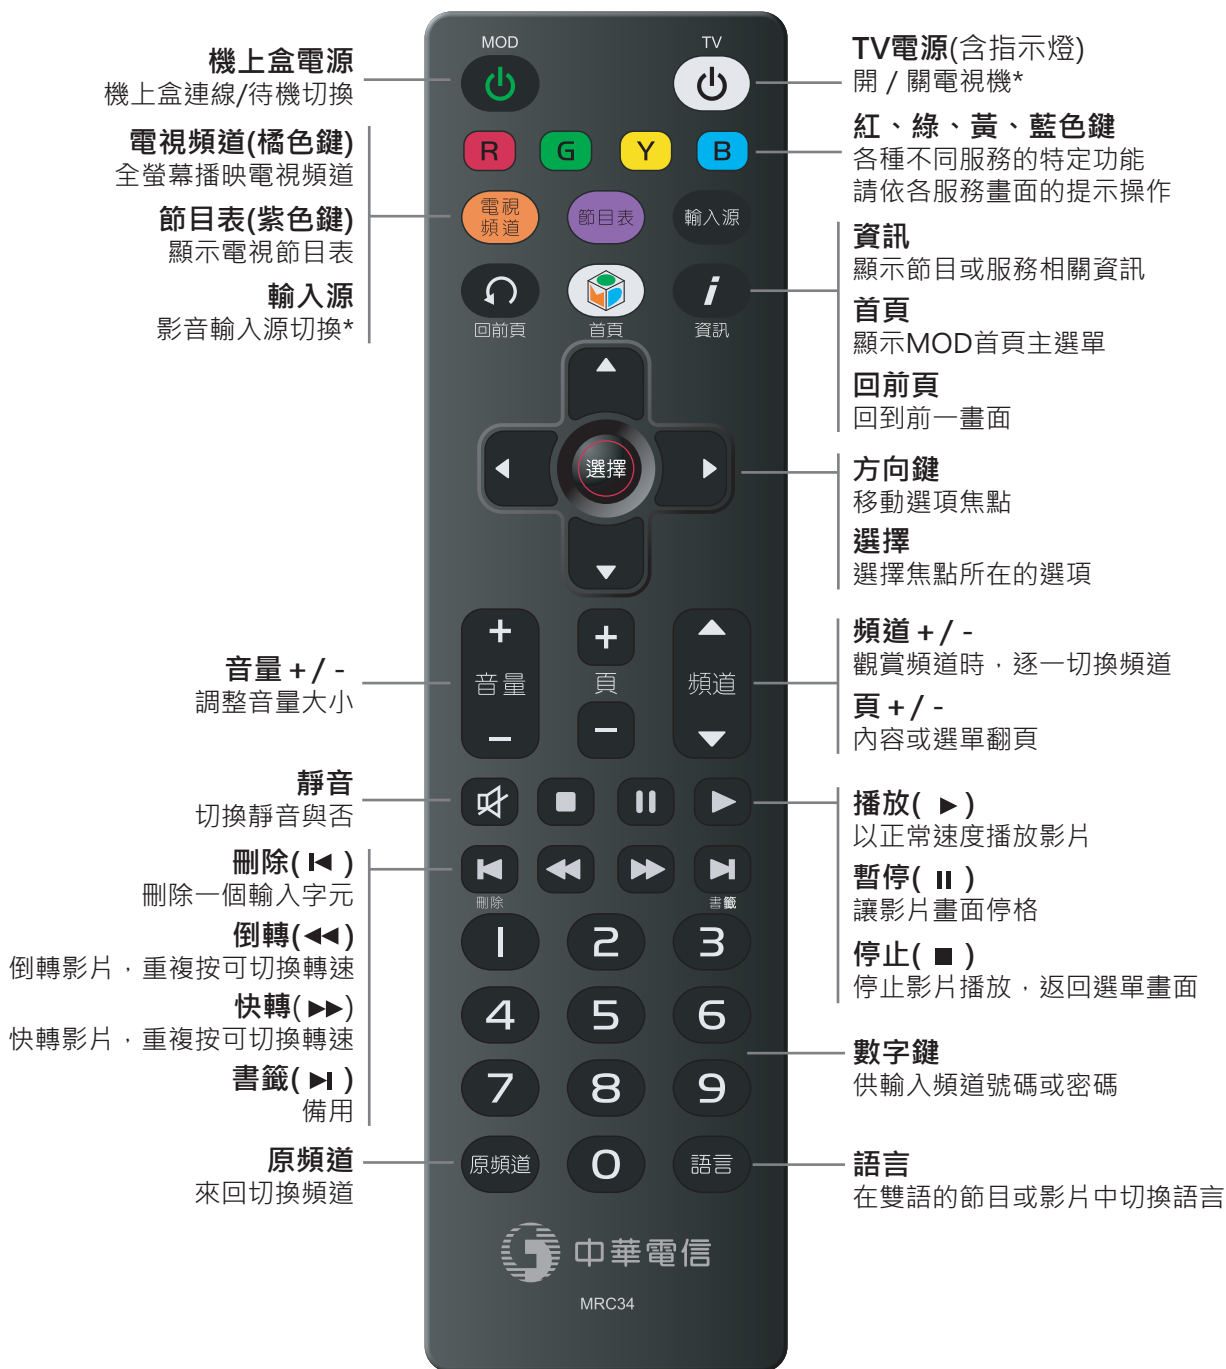 機上盒電源
機上盒連線/待機切換
電視頻道(橘色鍵)
全螢幕播映電視頻道
節目表(紫色鍵)
顯示電視節目表
輸入源
影音輸入源切換*
音量 + / -
調整音量大小
靜音
切換靜音與否
刪除( )
刪除一個輸入字元
倒轉(◀◀)
倒轉影片，重複按可切換轉速
快轉(▶▶)
快轉影片，重複按可切換轉速
書籤( )
備用
原頻道
來回切換頻道
MOD
TV
R G Y B
電視
頻道
節目表
輸入源
i
回前頁
首頁
資訊
選擇
+ +
音量
頁
頻道
− −
刪除
書籤
1 2 3
4 5 6
7 8 9
原頻道 0 語言
中華電信
MRC34
TV電源(含指示燈)
開 / 關電視機*
紅、綠、黃、藍色鍵
各種不同服務的特定功能
請依各服務畫面的提示操作
資訊
顯示節目或服務相關資訊
首頁
顯示MOD首頁主選單
回前頁
回到前一畫面
方向鍵
移動選項焦點
選擇
選擇焦點所在的選項
頻道 + / -
觀賞頻道時，逐一切換頻道
頁 + / -
內容或選單翻頁
播放( ▶ )
以正常速度播放影片
暫停( II )
讓影片畫面停格
停止( ■ )
停止影片播放，返回選單畫面
數字鍵
供輸入頻道號碼或密碼
語言
在雙語的節目或影片中切換語言